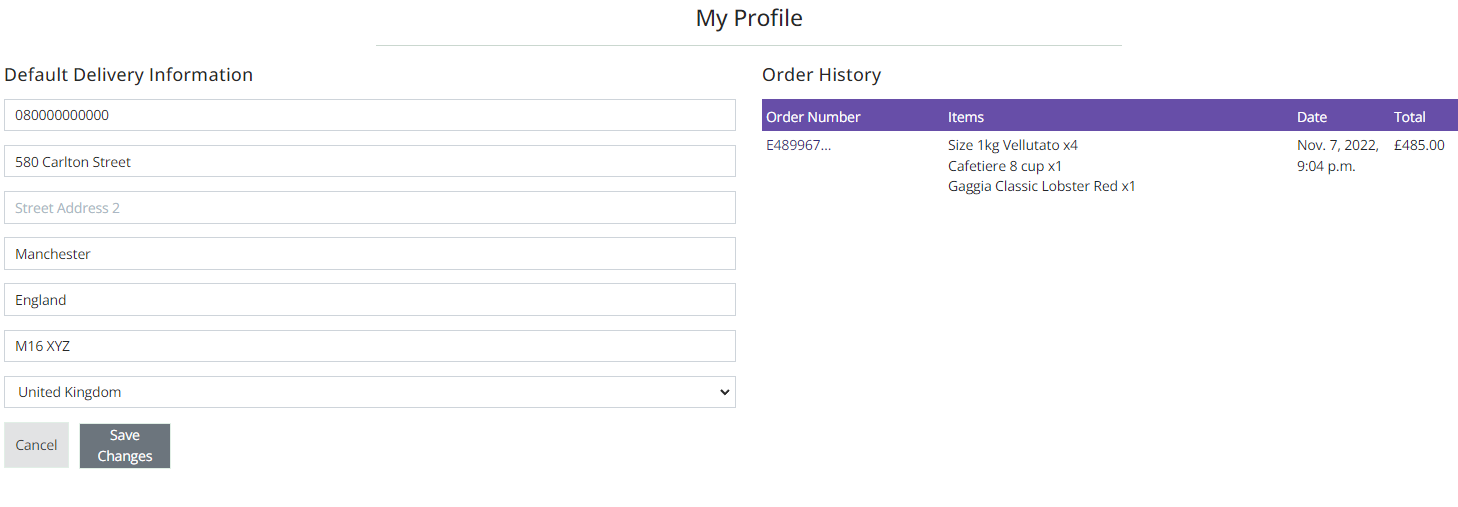 My Profile
Default Delivery Information
080000000000
580 Carlton Street
Street Address 2
Manchester
England
M16 XYZ
United Kingdom
Cancel
Save
Changes
Order History
Order Number Items Date Total
E489967... Size 1kg Vellutato x4 Nov. 7, 2022, £485.00
Cafetiere 8 cup x1 9:04 p.m.
Gaggia Classic Lobster Red x1